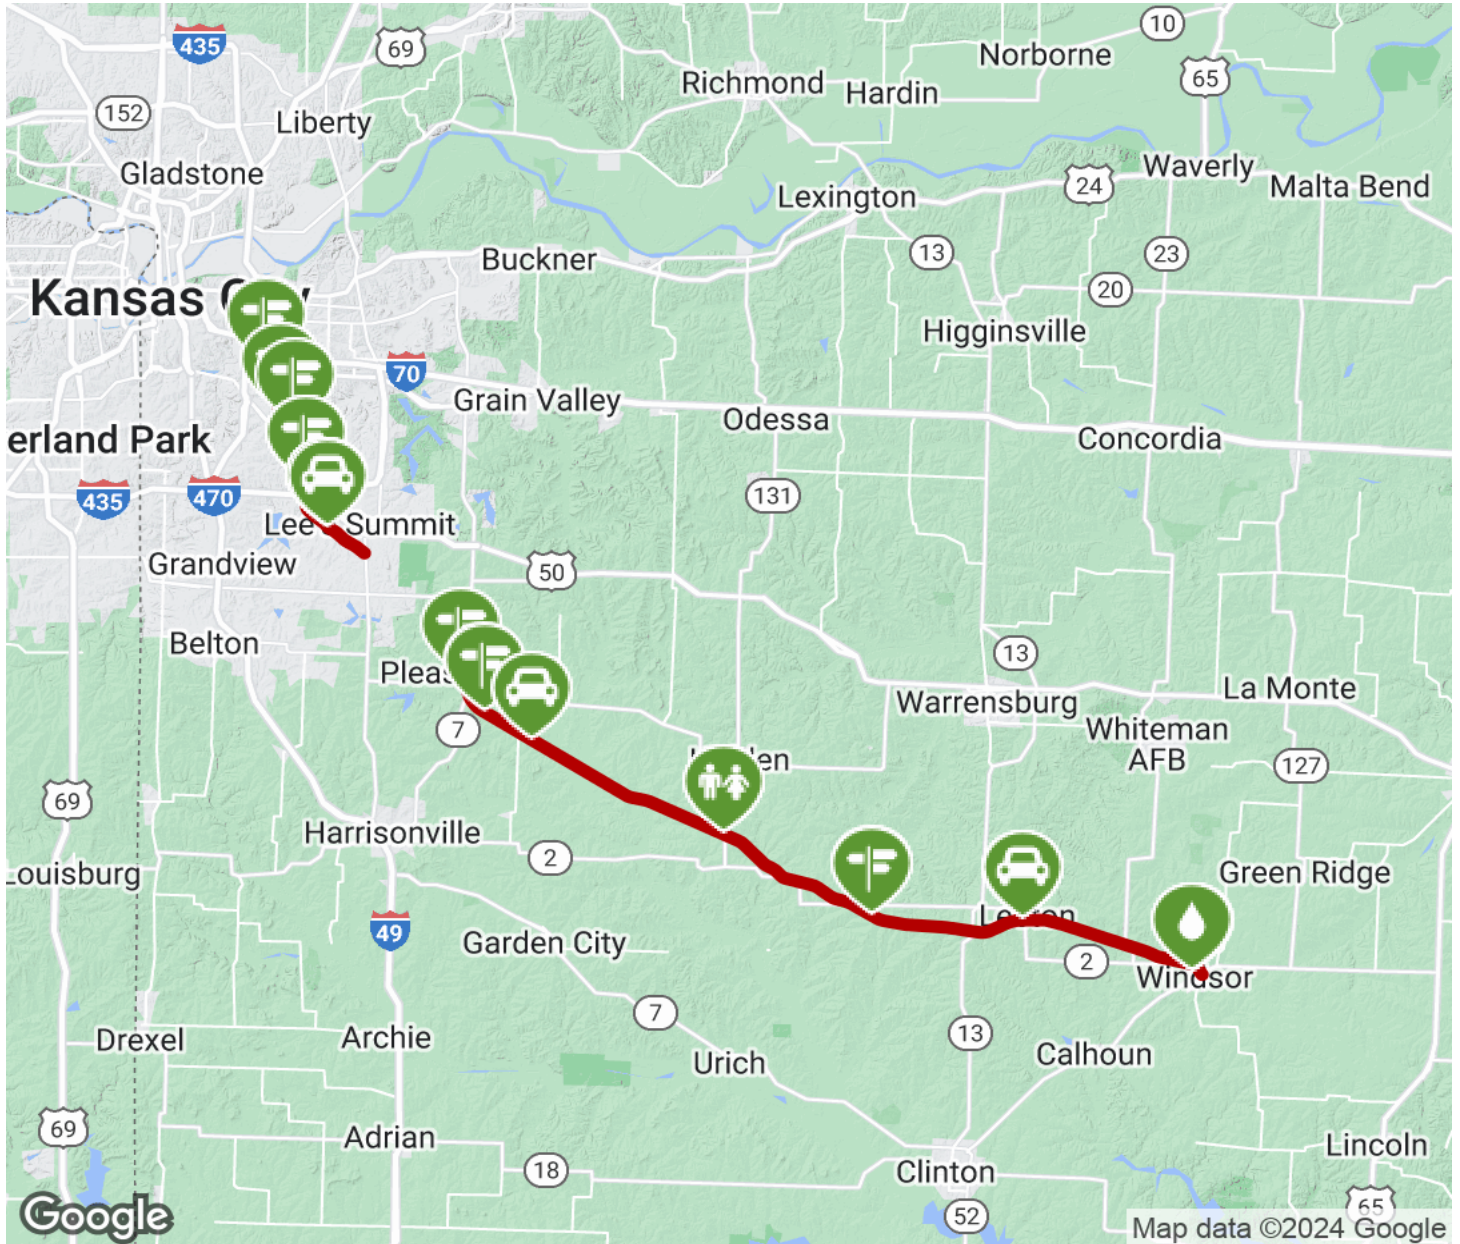 435
69
10
Norborne
65
Richmond
Hardin
152
Liberty
Gladstone
Waverly
24
Malta Bend
Lexington
13
23
Buckner
20
Kansas
Higginsville
70
Grain Valley
Odessa
erland Park
Concordia
435
470
131
Lee
Summit
Grandview
50
Belton
13
Pleas
La Monte
Warrensburg
7
Whiteman
AFB
en
127
69
Harrisonville
2
Louisburg
Green Ridge
49
Garden City
2
Windsor
7
13
Drexel
Archie
Calhoun
Urich
69
Adrian
Lincoln
18
Clinton
65
52
Google
Map data ©2024 Google